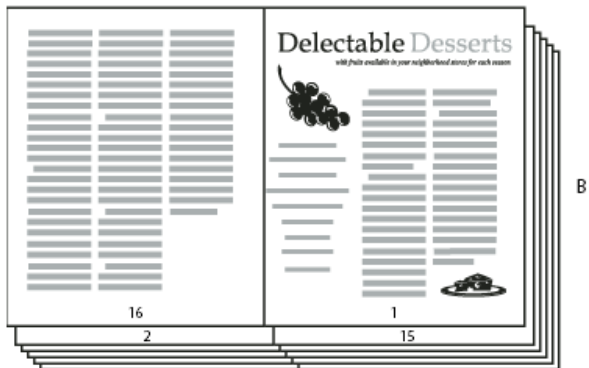 Delectable Desserts
with fruits available in your neighborhood stores for each season
B
16
1
2
15